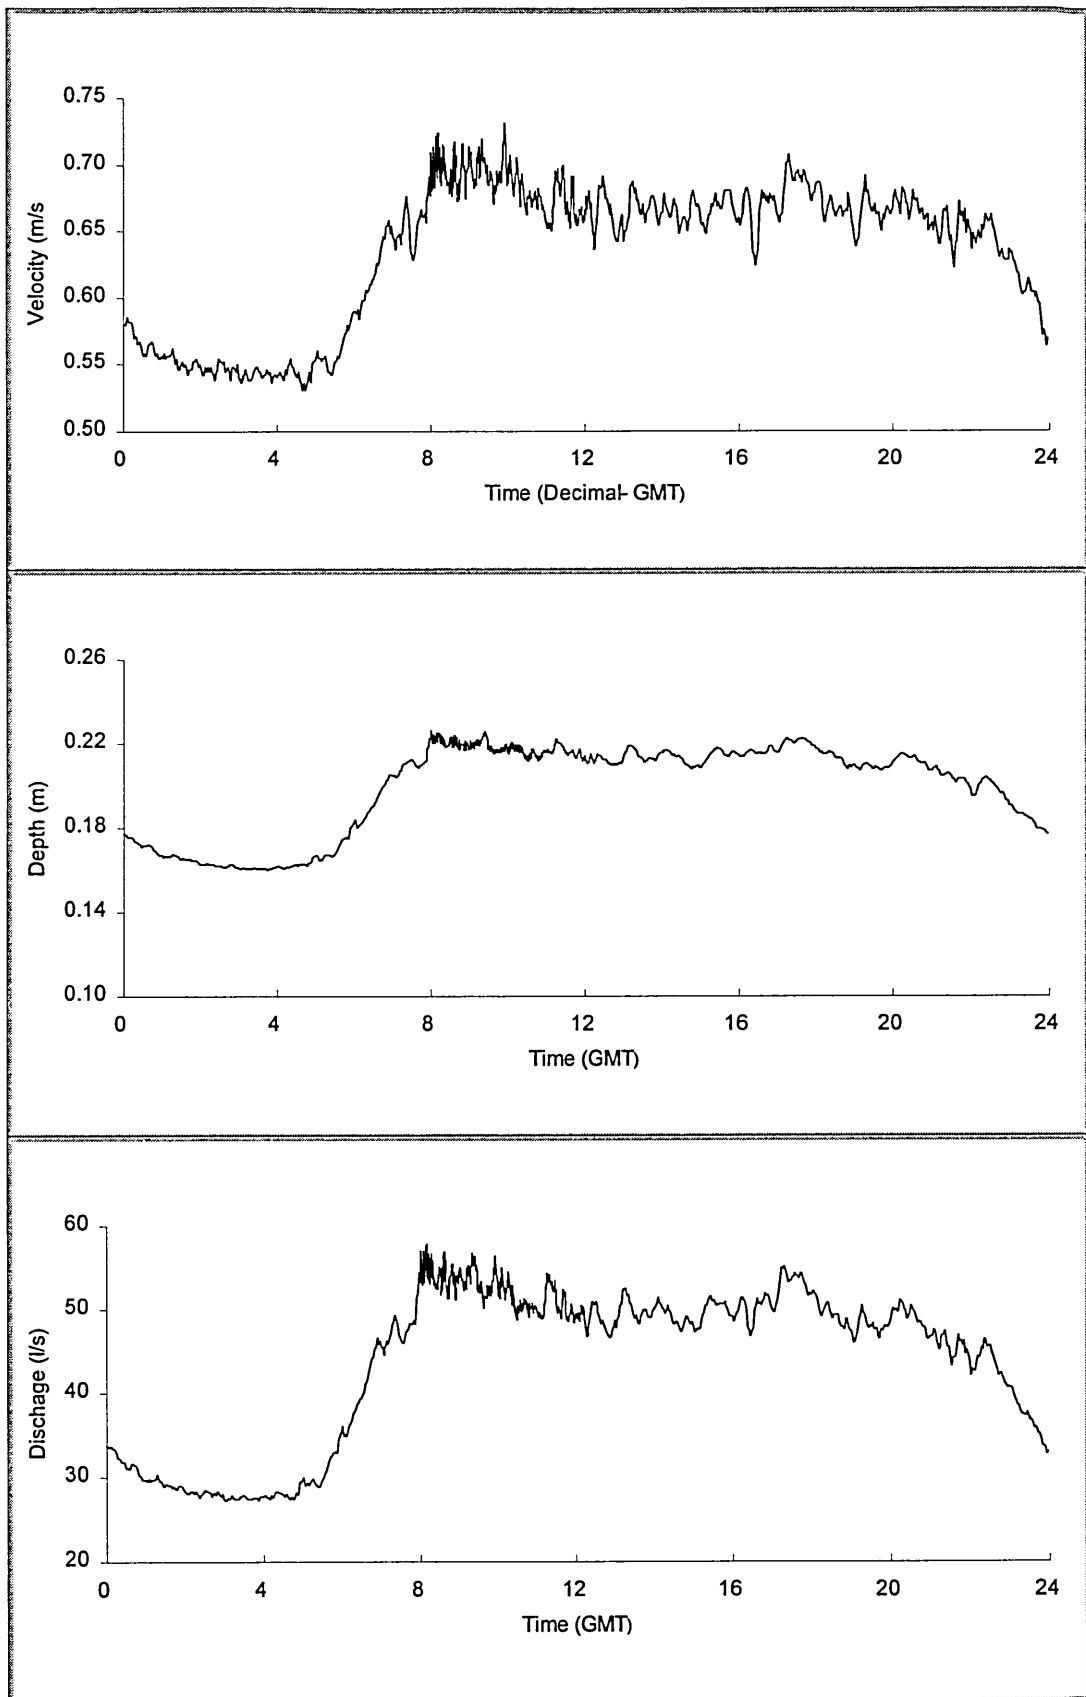 Velocity (m/s)
0.75
0.70
0.65
0.60
0.55
0.50
0 4 8 12 16 20 24
Time (Decimal- GMT)
Depth (m)
0.26
0.22
0.18
0.14
0.10
0 4 8 12 16 20 24
Time (GMT)
Dischage (l/s)
60
50
40
30
20
0 4 8 12 16 20 24
Time (GMT)